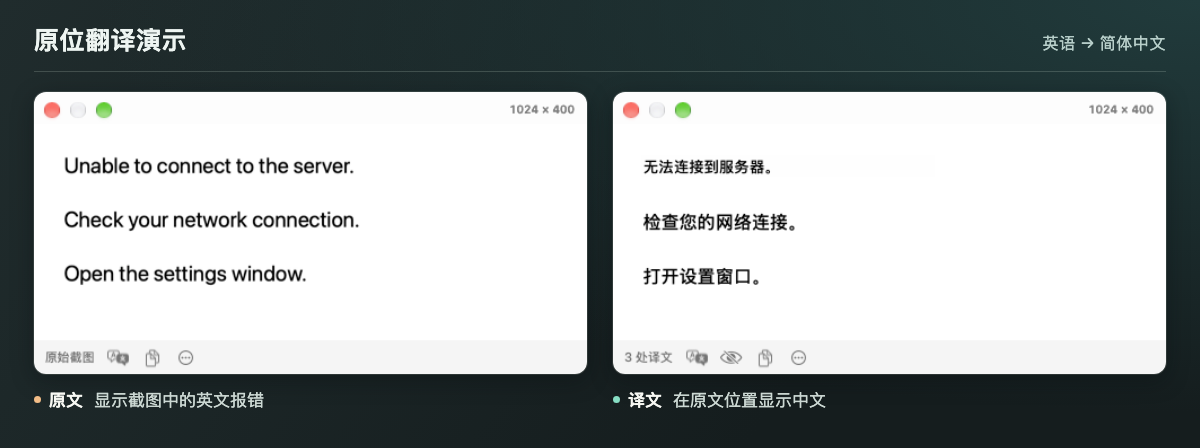 原位翻译演示
英语 → 简体中文
1024 × 400
Unable to connect to the server.
Check your network connection.
Open the settings window.
原始截图
1024 × 400
无法连接到服务器。
检查您的网络连接。
打开设置窗口。
3 处译文
原文 显示截图中的英文报错
译文 在原文位置显示中文